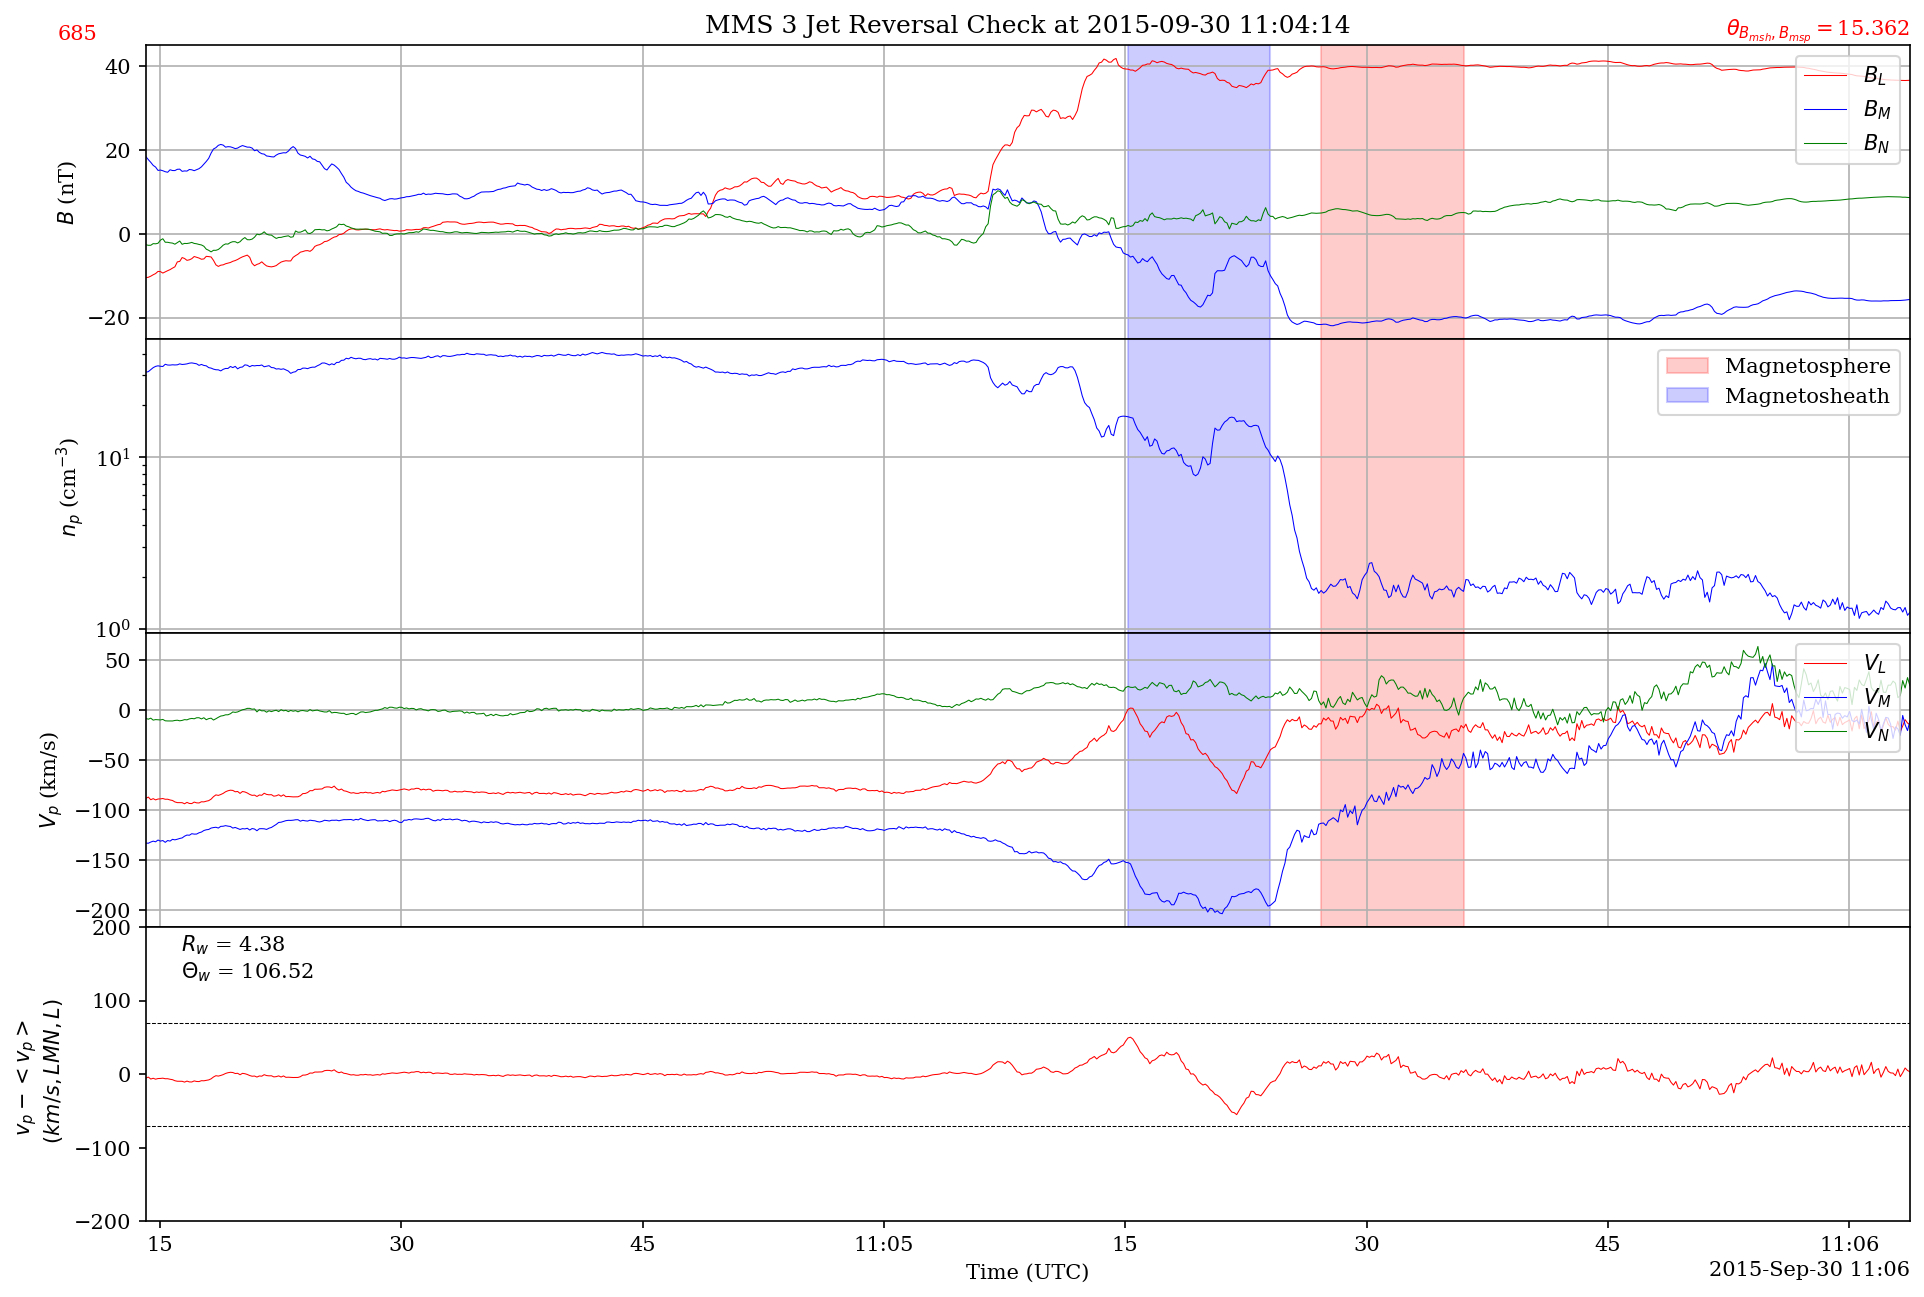 685
MMS 3 Jet Reversal Check at 2015-09-30 11:04:14
θ_{B_{msh}, B_{msp}} = 15.362
40
20
0
−20
B (nT)
B_L
B_M
B_N
10^1
10^0
n_p (cm^{−3})
Magnetosphere
Magnetosheath
50
0
−50
−100
−150
−200
V_p (km/s)
V_L
V_M
V_N
200
100
0
−100
−200
v_p − < v_p >
(km/s, LMN, L)
R_w = 4.38
Θ_w = 106.52
15 30 45 11:05 15 30 45 11:06
Time (UTC)
2015-Sep-30 11:06